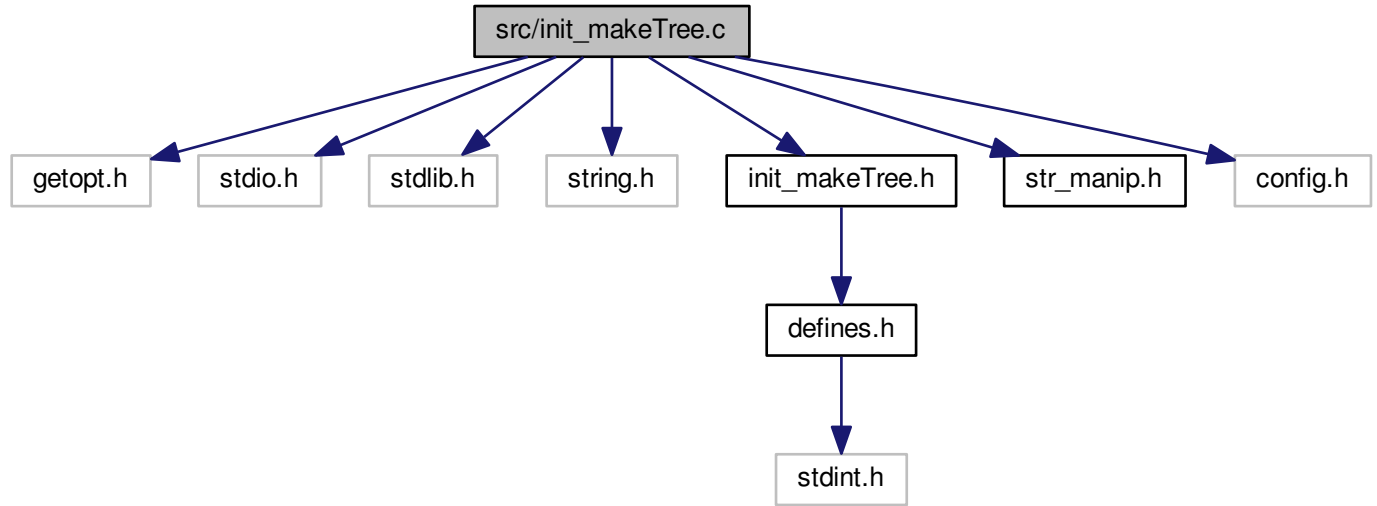 src/init_makeTree.c
getopt.h
stdio.h
stdlib.h
string.h
init_makeTree.h
str_manip.h
config.h
defines.h
stdint.h